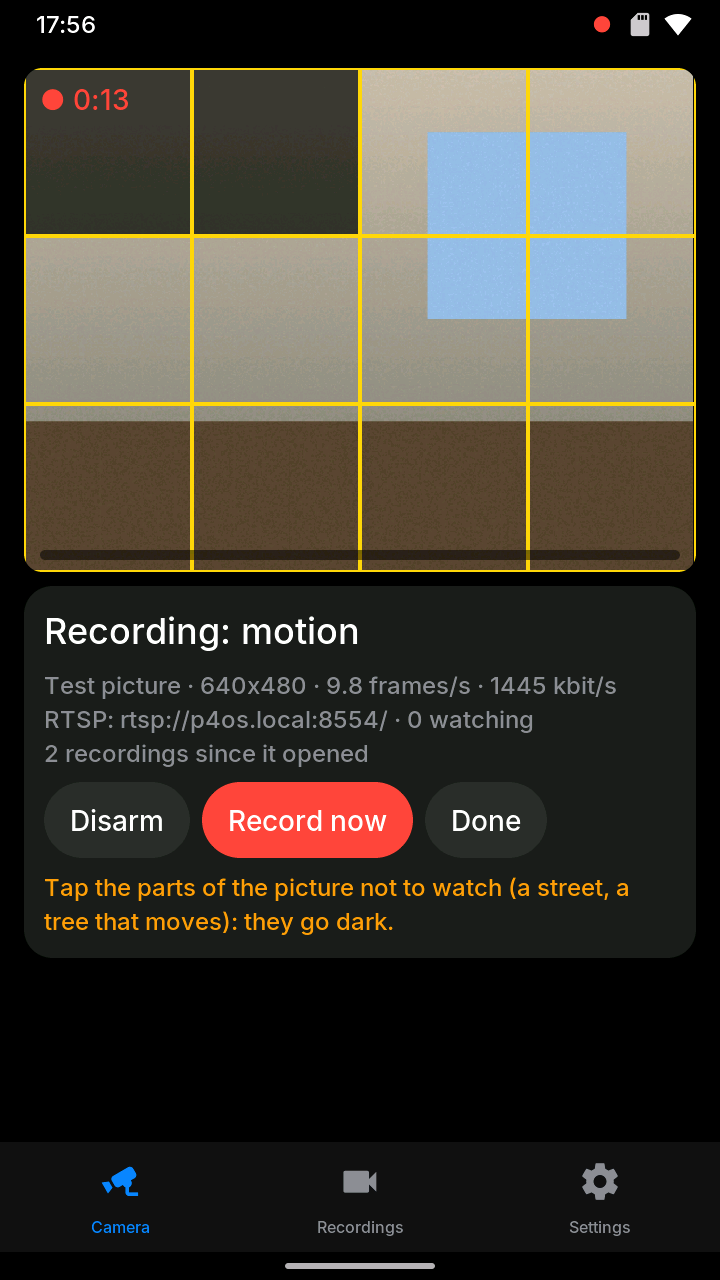 17:56
0:13
Recording: motion
Test picture · 640x480 · 9.8 frames/s · 1445 kbit/s
RTSP: rtsp://p4os.local:8554/ · 0 watching
2 recordings since it opened
Disarm
Record now
Done
Tap the parts of the picture not to watch (a street, a
tree that moves): they go dark.
Camera
Recordings
Settings